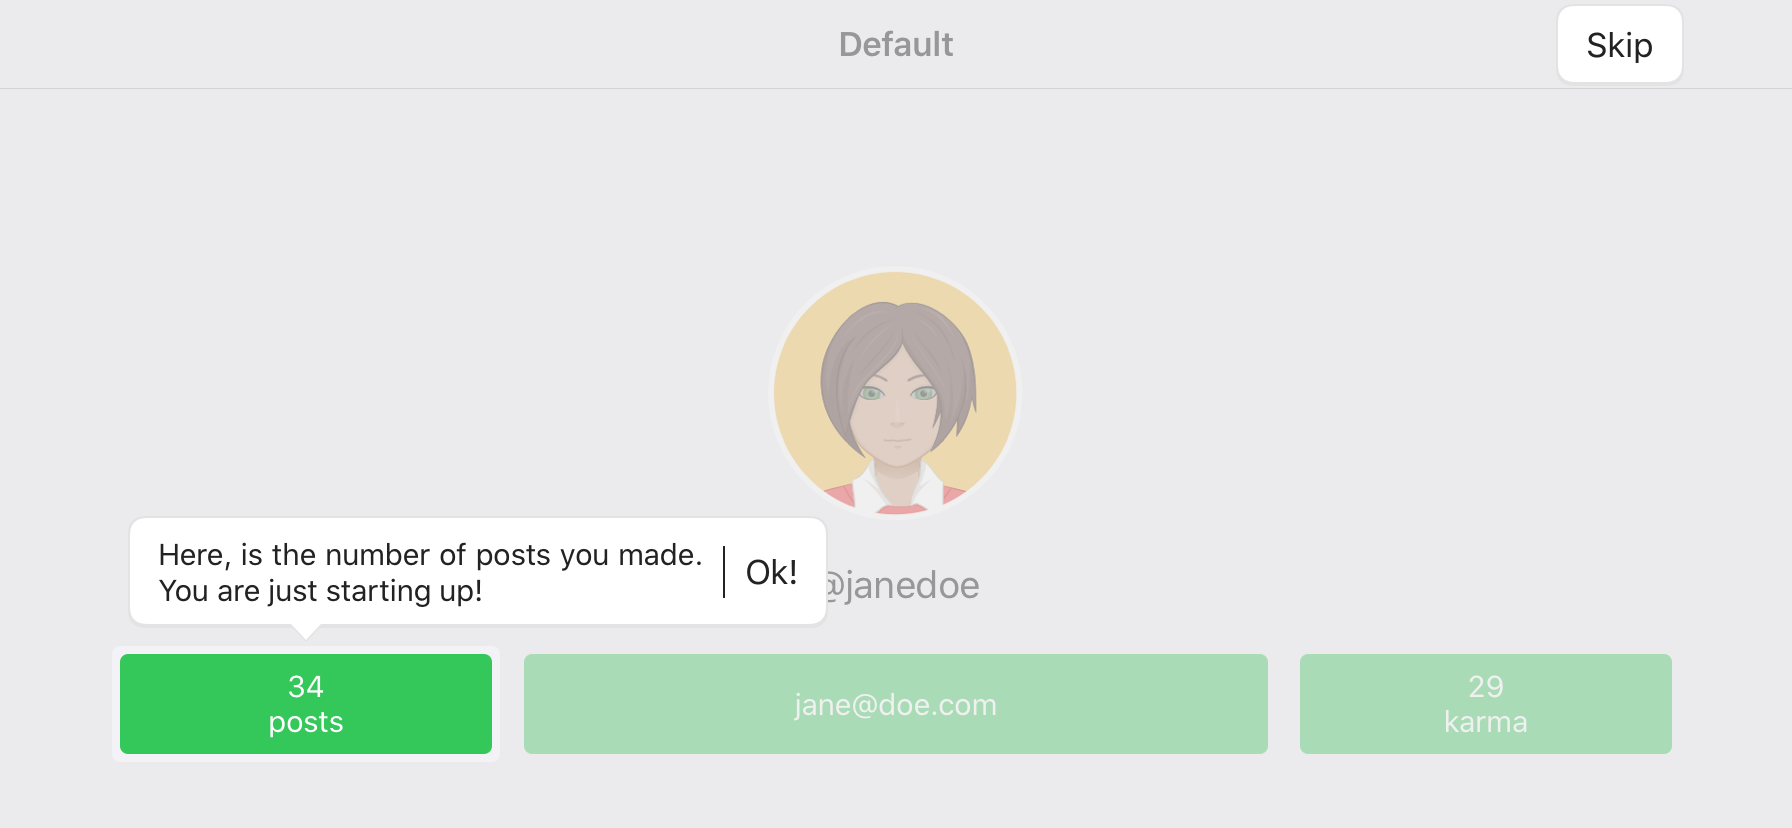 Default
Skip
Here, is the number of posts you made.
You are just starting up!
Ok!
@janedoe
34
posts
jane@doe.com
29
karma